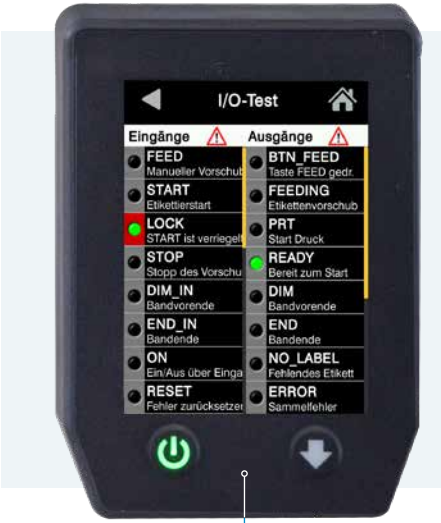 I/O-Test
Eingänge
FEED
Manueller Vorschub
START
Etikettierstart
LOCK
START ist verriegelt
STOP
Stopp des Vorschu
DIM_IN
Bandvorende
END_IN
Bandende
ON
Ein/Aus über Einga
RESET
Fehler zurücksetzen
Ausgänge
BTN_FEED
Taste FEED gedr.
FEEDING
Etikettenvorschub
PRT
Start Druck
READY
Bereit zum Start
DIM
Bandvorende
END
Bandende
NO_LABEL
Fehlendes Etikett
ERROR
Sammelfehler